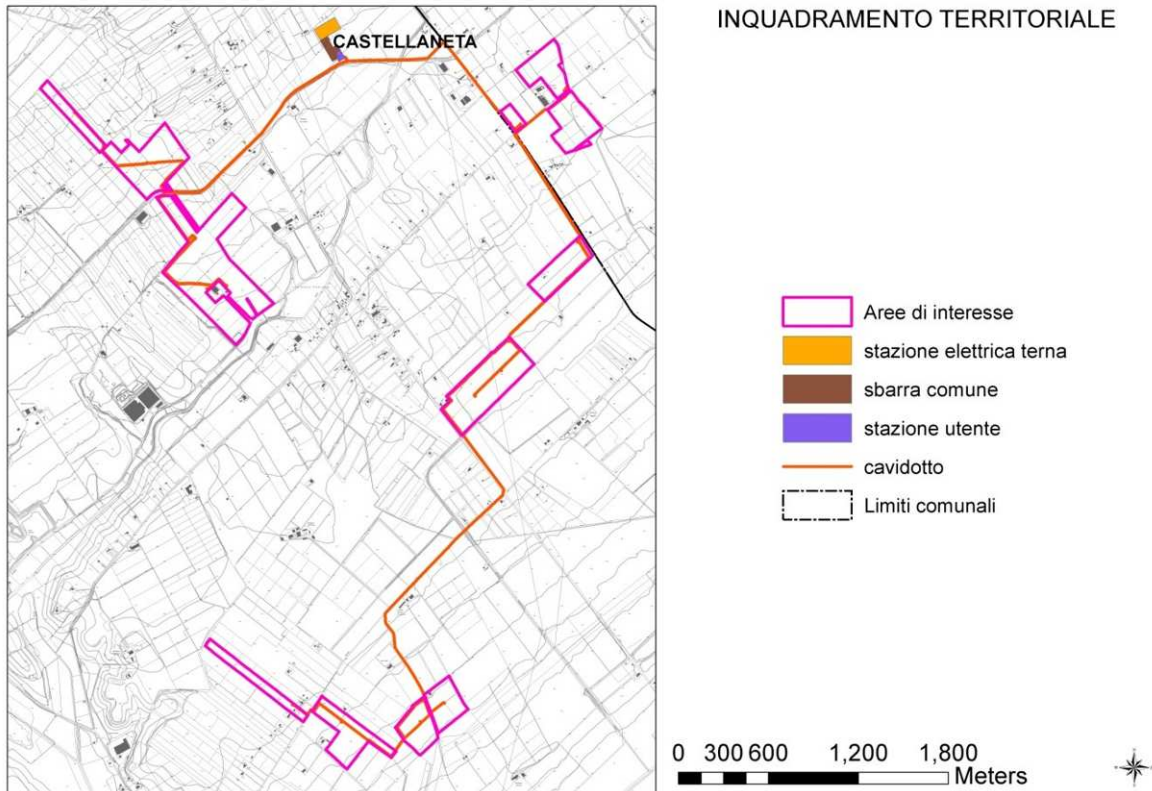 INQUADRAMENTO TERRITORIALE
CASTELLANETA
Aree di interesse
stazione elettrica terna
sbarra comune
stazione utente
cavidotto
Limiti comunali
0 300 600 1,200 1,800
Meters